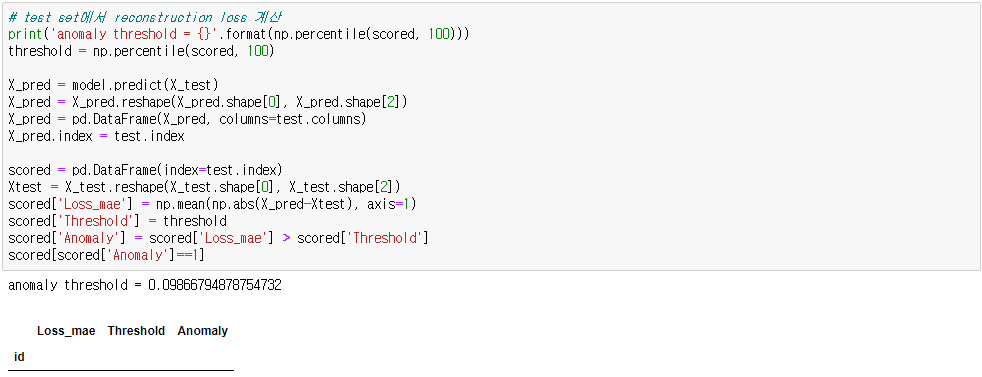 # test set에서 reconstruction loss 계산
print('anomaly threshold = {}'.format(np.percentile(scored, 100)))
threshold = np.percentile(scored, 100)
X_pred = model.predict(X_test)
X_pred = X_pred.reshape(X_pred.shape[0], X_pred.shape[2])
X_pred = pd.DataFrame(X_pred, columns=test.columns)
X_pred.index = test.index
scored = pd.DataFrame(index=test.index)
Xtest = X_test.reshape(X_test.shape[0], X_test.shape[2])
scored['Loss_mae'] = np.mean(np.abs(X_pred-Xtest), axis=1)
scored['Threshold'] = threshold
scored['Anomaly'] = scored['Loss_mae'] > scored['Threshold']
scored[scored['Anomaly']==1]
anomaly threshold = 0.09866794878754732
Loss_mae Threshold Anomaly
id